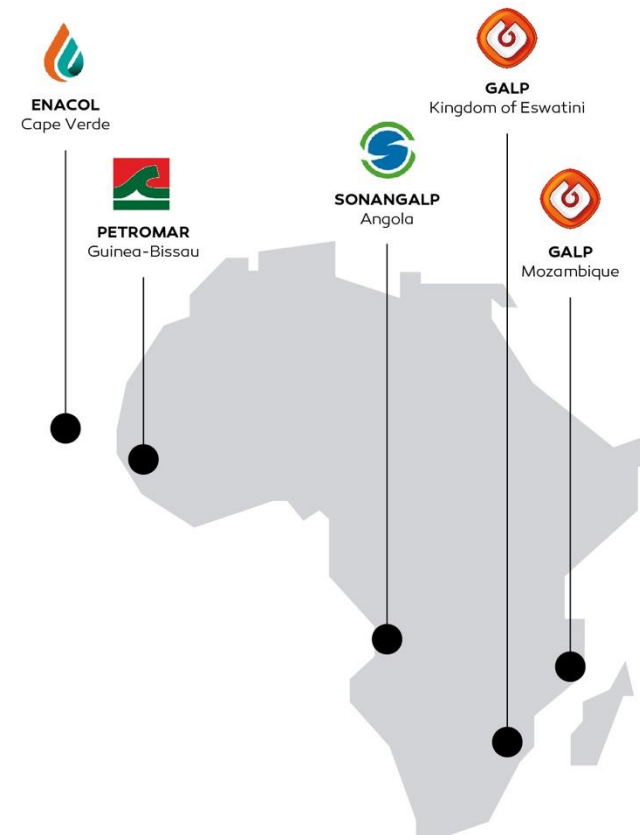 ENACOL
Cape Verde
PETROMAR
Guinea-Bissau
SONANGALP
Angola
GALP
Kingdom of Eswatini
GALP
Mozambique